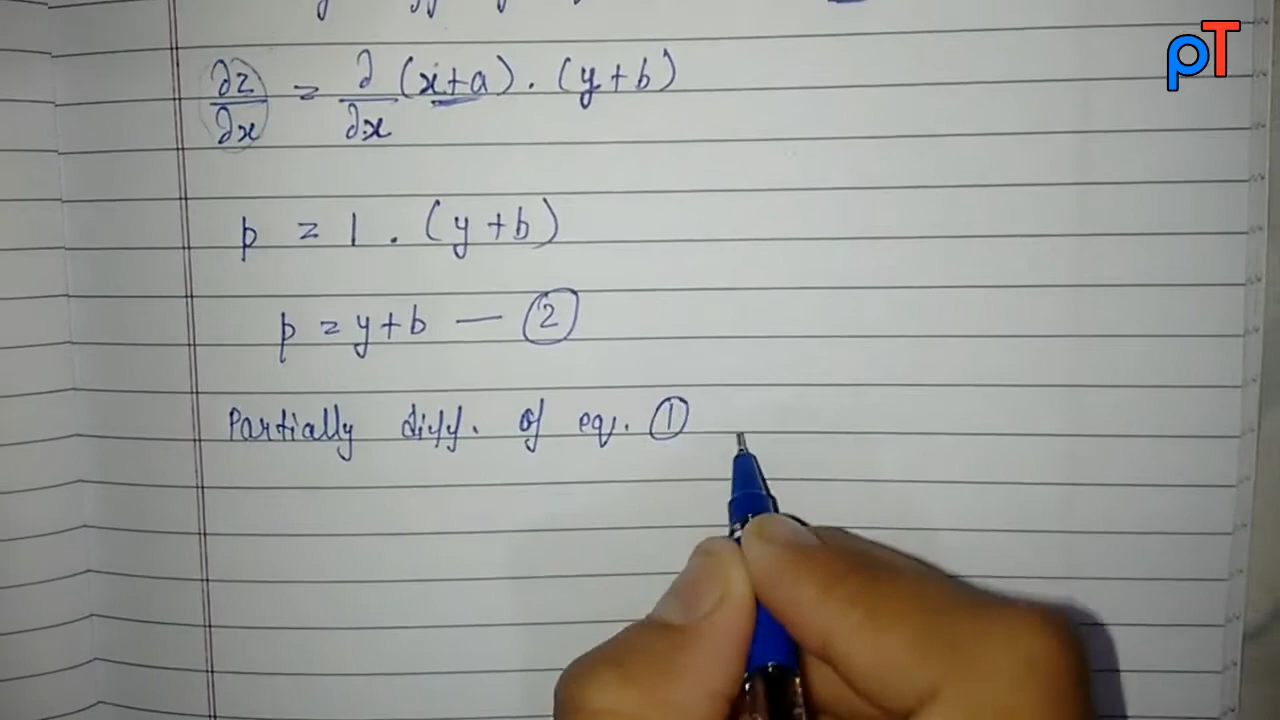 pT
∂z/∂x = ∂/∂x (x+a) . (y+b)
p = 1 . (y+b)
p = y+b — ②
Partially diff. of eq. ①